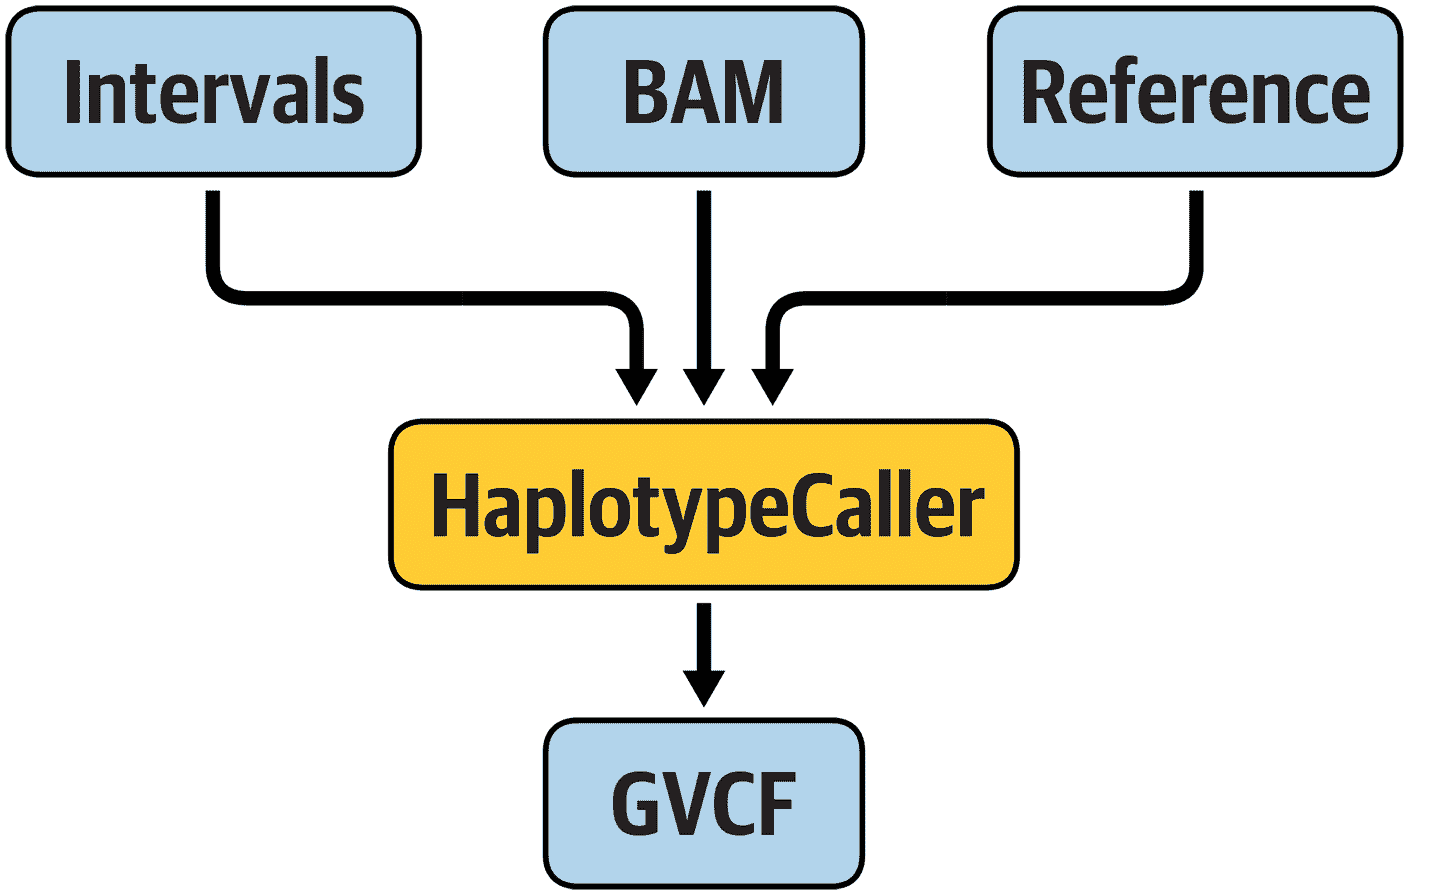 Intervals
BAM
Reference
HaplotypeCaller
GVCF